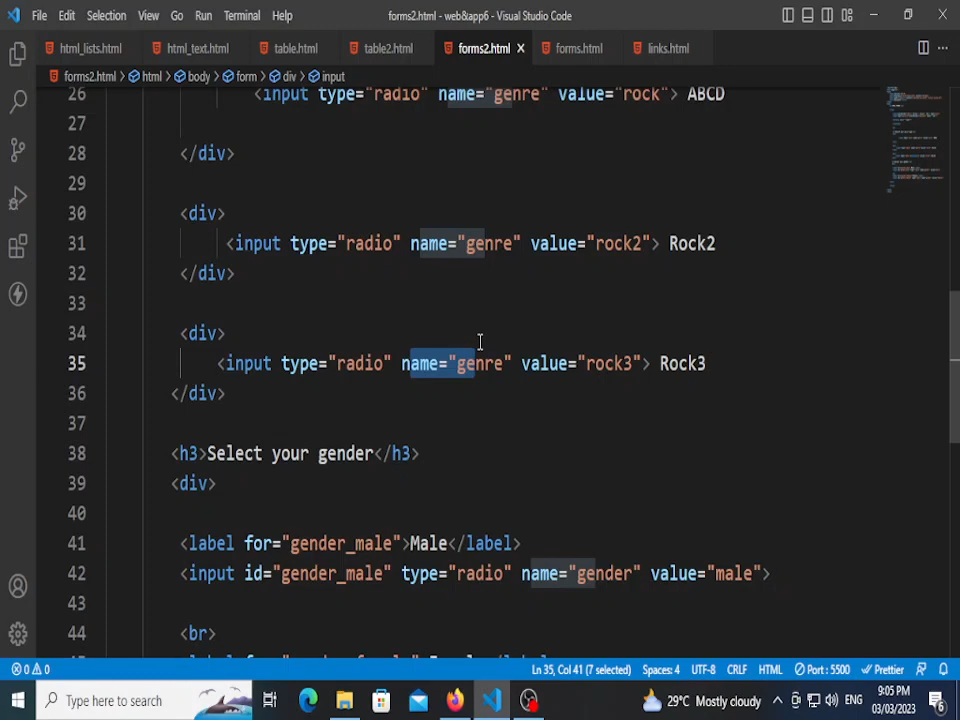 File Edit Selection View Go Run Terminal Help forms2.html - web&app6 - Visual Studio Code
html_lists.html html_text.html table.html table2.html forms2.html forms.html links.html
forms2.html > html > body > form > div > input
26 <input type="radio" name="genre" value="rock"> ABCD
27
28 </div>
29
30 <div>
31 <input type="radio" name="genre" value="rock2"> Rock2
32 </div>
33
34 <div>
35 <input type="radio" name="genre" value="rock3"> Rock3
36 </div>
37
38 <h3>Select your gender</h3>
39 <div>
40
41 <label for="gender_male">Male</label>
42 <input id="gender_male" type="radio" name="gender" value="male">
43
44 <br>
0 0 Ln 35, Col 41 (7 selected) Spaces: 4 UTF-8 CRLF HTML Port : 5500 Prettier
Type here to search 29°C Mostly cloudy ENG 9:05 PM 6
03/03/2023